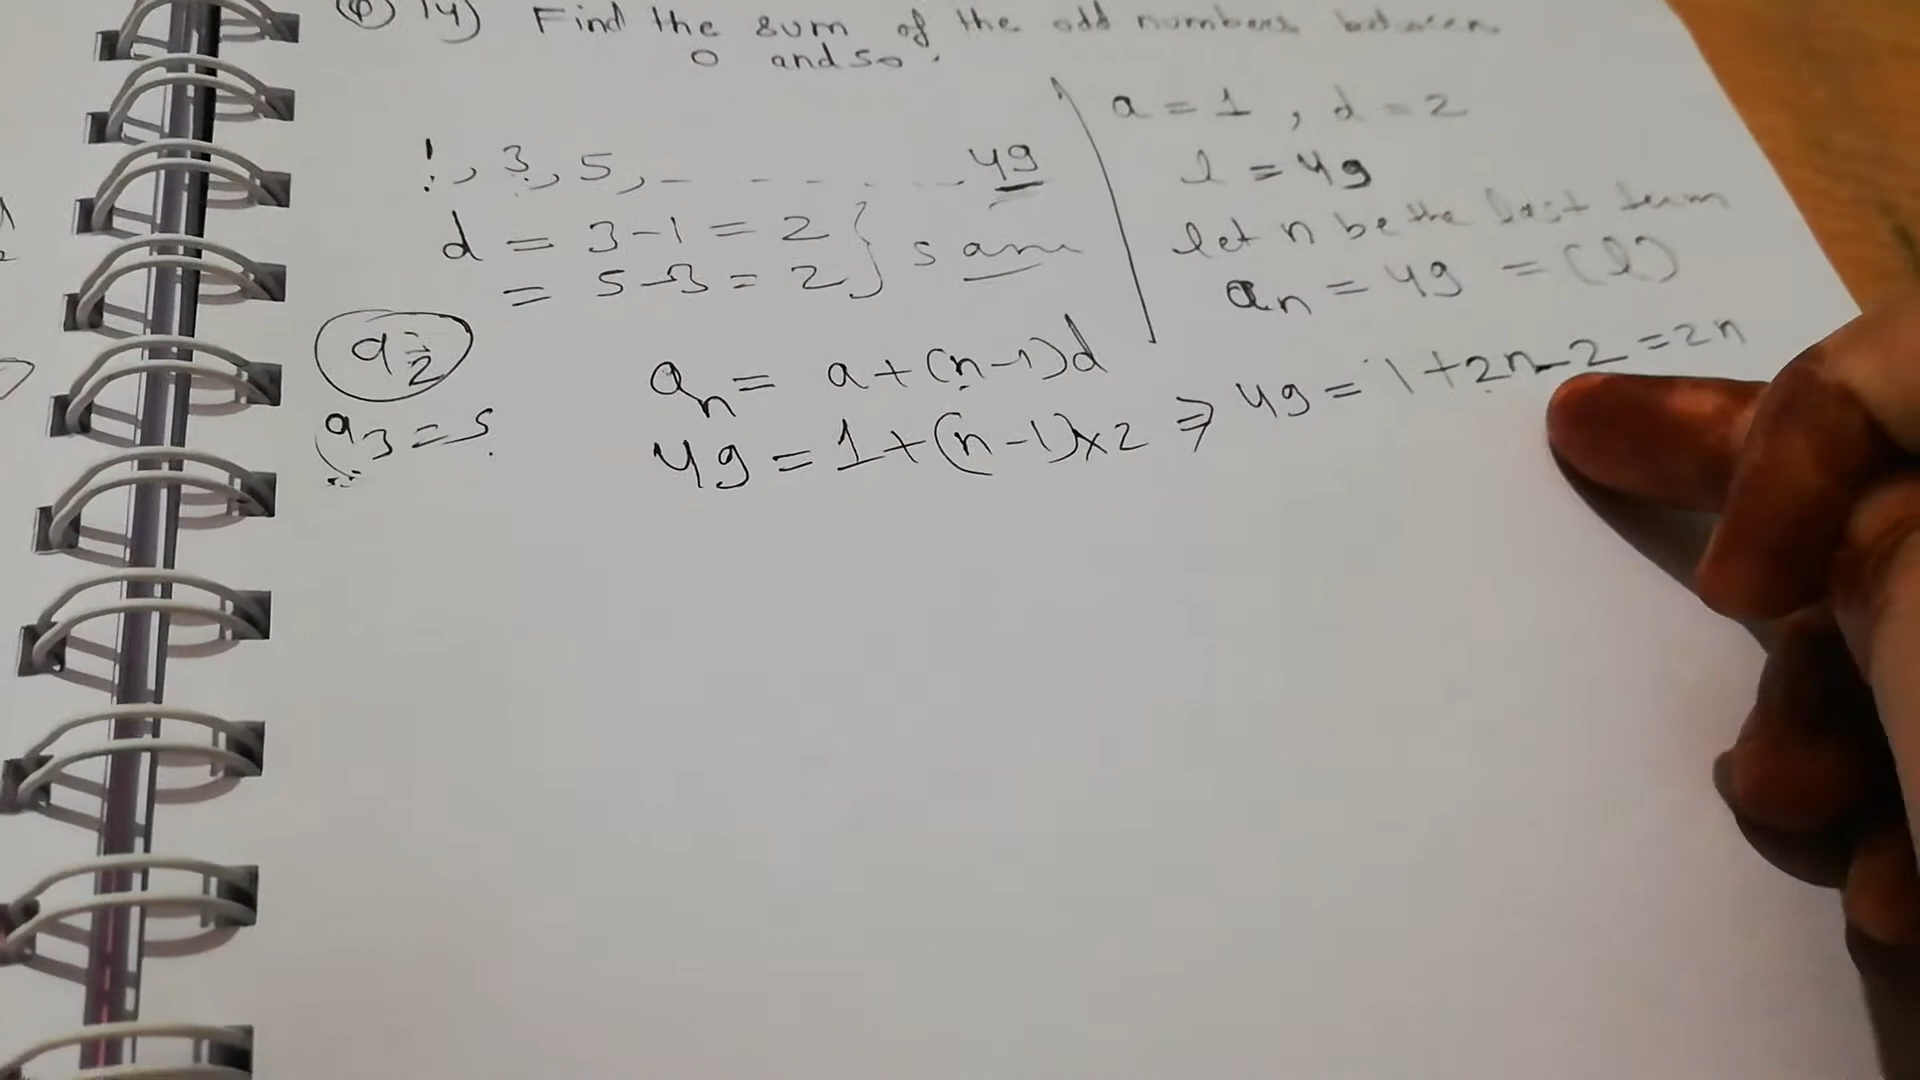 14) Find the sum of the odd numbers between
0 and 50.
1, 3, 5, - - - - - - 49
d = 3-1 = 2 } same
= 5-3 = 2
a = 1, d = 2
l = 49
let n be the last term
an = 49 = (l)
a2
a3 = 5
an = a+(n-1)d
49 = 1+(n-1)×2 ⇒ 49 = 1+2n-2 = 2n